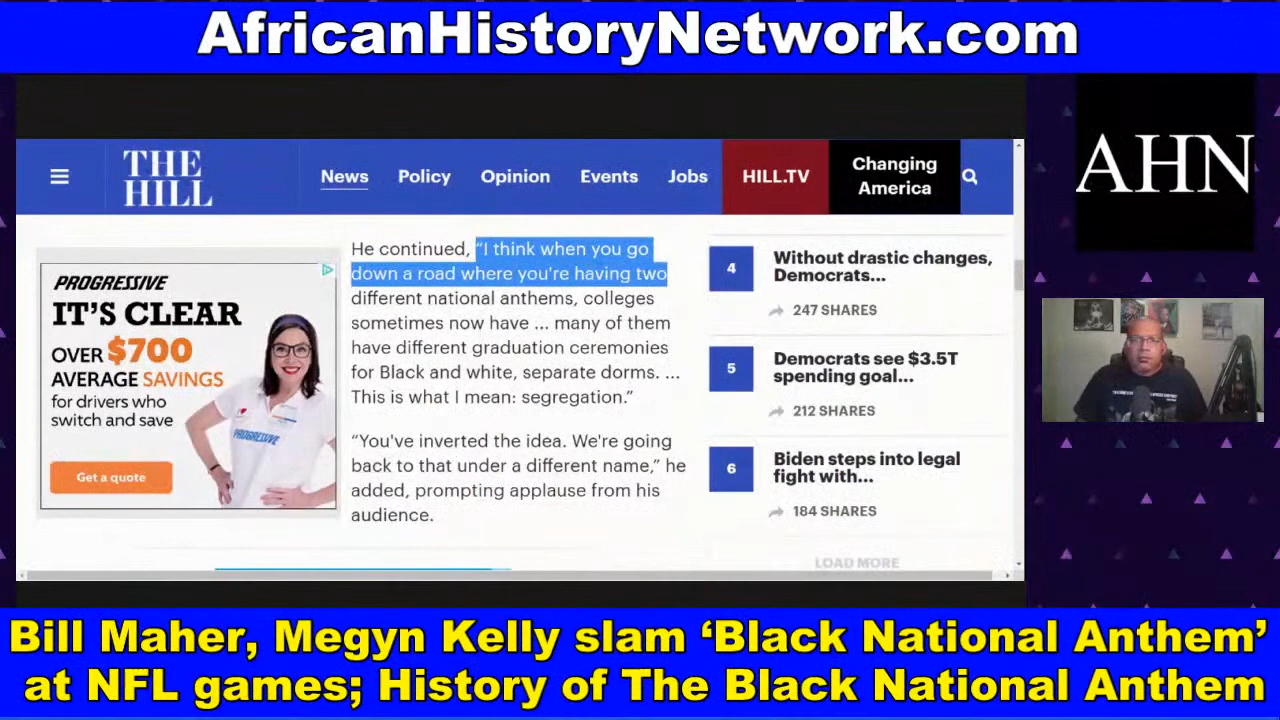 AfricanHistoryNetwork.com
THE
HILL
News
Policy
Opinion
Events
Jobs
HILL.TV
Changing
America
AHN
PROGRESSIVE
IT'S CLEAR
OVER $700
AVERAGE SAVINGS
for drivers who
switch and save
Get a quote
PROGRESSIVE
He continued, “I think when you go
down a road where you're having two
different national anthems, colleges
sometimes now have ... many of them
have different graduation ceremonies
for Black and white, separate dorms. ...
This is what I mean: segregation.”
“You've inverted the idea. We're going
back to that under a different name,” he
added, prompting applause from his
audience.
4
Without drastic changes,
Democrats...
247 SHARES
5
Democrats see $3.5T
spending goal...
212 SHARES
6
Biden steps into legal
fight with...
184 SHARES
LOAD MORE
Bill Maher, Megyn Kelly slam ‘Black National Anthem’
at NFL games; History of The Black National Anthem